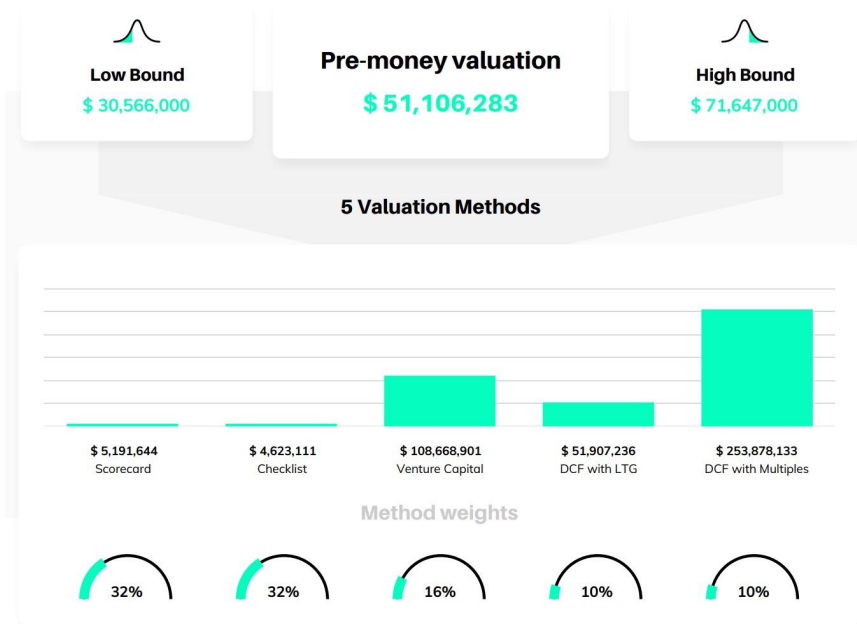 Low Bound
$ 30,566,000
Pre-money valuation
$ 51,106,283
High Bound
$ 71,647,000
5 Valuation Methods
$ 5,191,644
Scorecard
$ 4,623,111
Checklist
$ 108,668,901
Venture Capital
$ 51,907,236
DCF with LTG
$ 253,878,133
DCF with Multiples
Method weights
32%
32%
16%
10%
10%